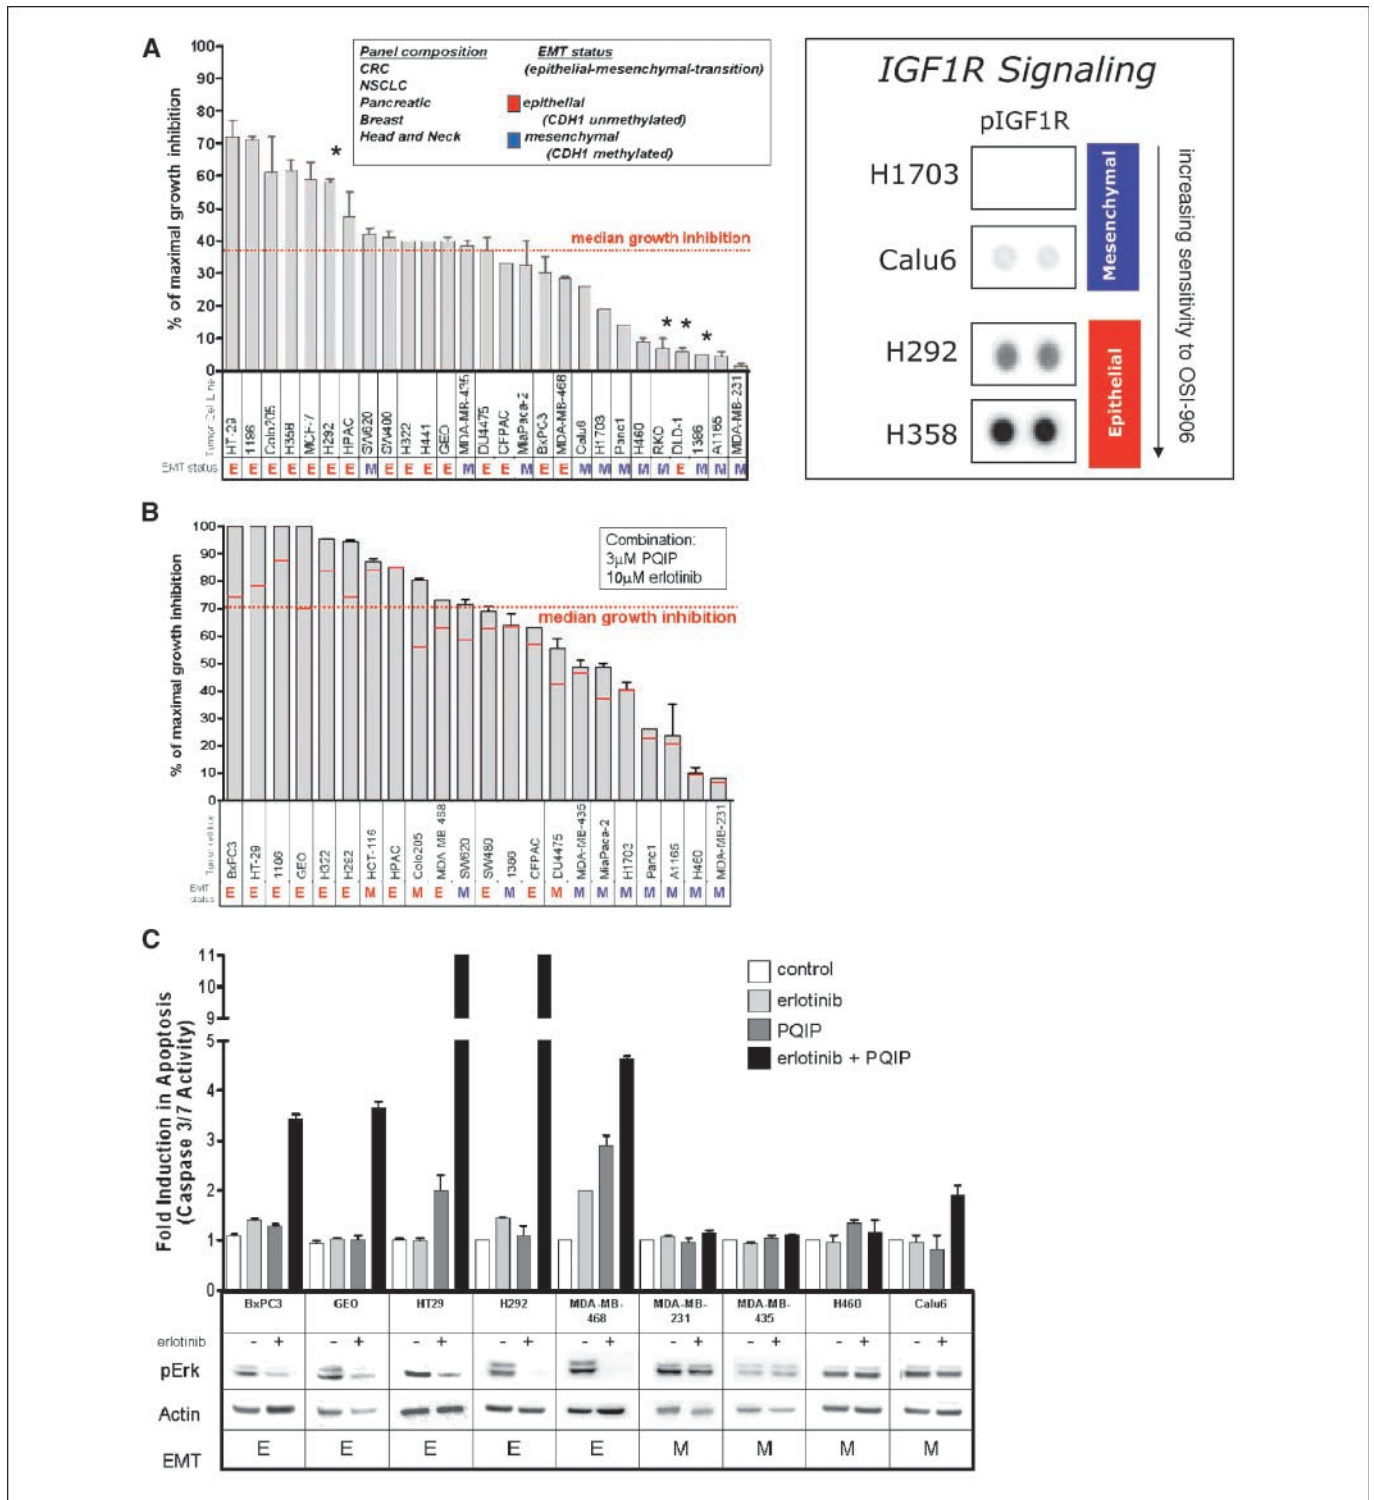 A
100
90
80
70
60
50
40
30
20
10
0
% of maximal growth inhibition
Panel composition
CRC
NSCLC
Pancreatic
Breast
Head and Neck
EMT status
(epithelial-mesenchymal-transition)
epithelial
(CDH1 unmethylated)
mesenchymal
(CDH1 methylated)
*
* * *
median growth inhibition
Tumor Cell Line
HT-29
1186
Colo205
H358
MCF-7
H292
HPAC
SW620
SW480
H322
H441
GEO
MDA-MB-435
DU4475
CFPAC
MiaPaca-2
BxPC3
MDA-MB-468
Calu6
H1703
Panc1
H460
RKO
DLD-1
1386
A1165
MDA-MB-231
EMT status
E E E E E E E M E E E E M E E M E E M M M M M E M M M
IGF1R Signaling
pIGF1R
H1703
Calu6
H292
H358
Mesenchymal
Epithelial
increasing sensitivity to OSI-906
B
100
90
80
70
60
50
40
30
20
10
0
% of maximal growth inhibition
Combination:
3µM PQIP
10µM erlotinib
median growth inhibition
BxPC3
HT-29
1186
GEO
H322
H292
HCT-116
HPAC
Colo205
MDA-MB-468
SW620
SW480
1386
CFPAC
DU4475
MDA-MB-435
MiaPaca-2
H1703
Panc1
A1165
H460
MDA-MB-231
EMT
status
E E E E E E M E M E M E M E M M M M M M M M
C
11
10
9
5
4
3
2
1
0
Fold Induction in Apoptosis
(Caspase 3/7 Activity)
control
erlotinib
PQIP
erlotinib + PQIP
BxPC3 GEO HT29 H292 MDA-MB-468 MDA-MB-231 MDA-MB-435 H460 Calu6
erlotinib - + - + - + - + - + - + - + - + - +
pErk
Actin
EMT E E E E E M M M M